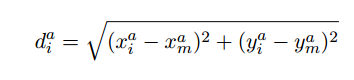 $d_i^a = \sqrt{(x_i^a - x_m^a)^2 + (y_i^a - y_m^a)^2}$